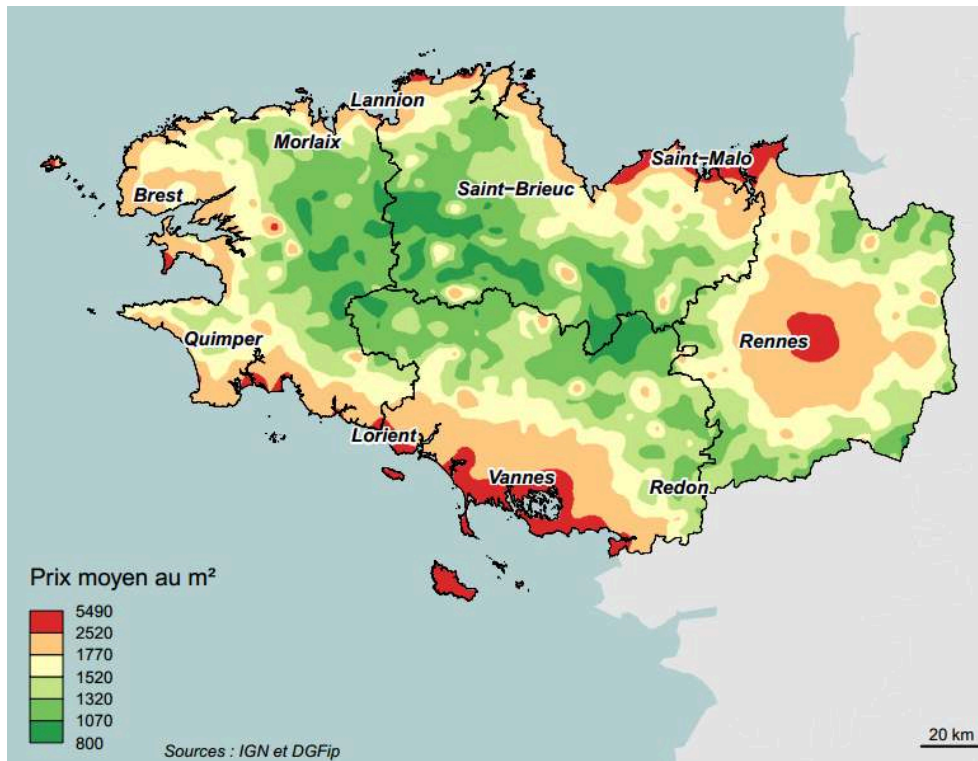 Lannion
Morlaix
Saint-Malo
Brest
Saint-Brieuc
Quimper
Rennes
Lorient
Vannes
Redon
Prix moyen au m²
5490
2520
1770
1520
1320
1070
800
Sources : IGN et DGFip
20 km